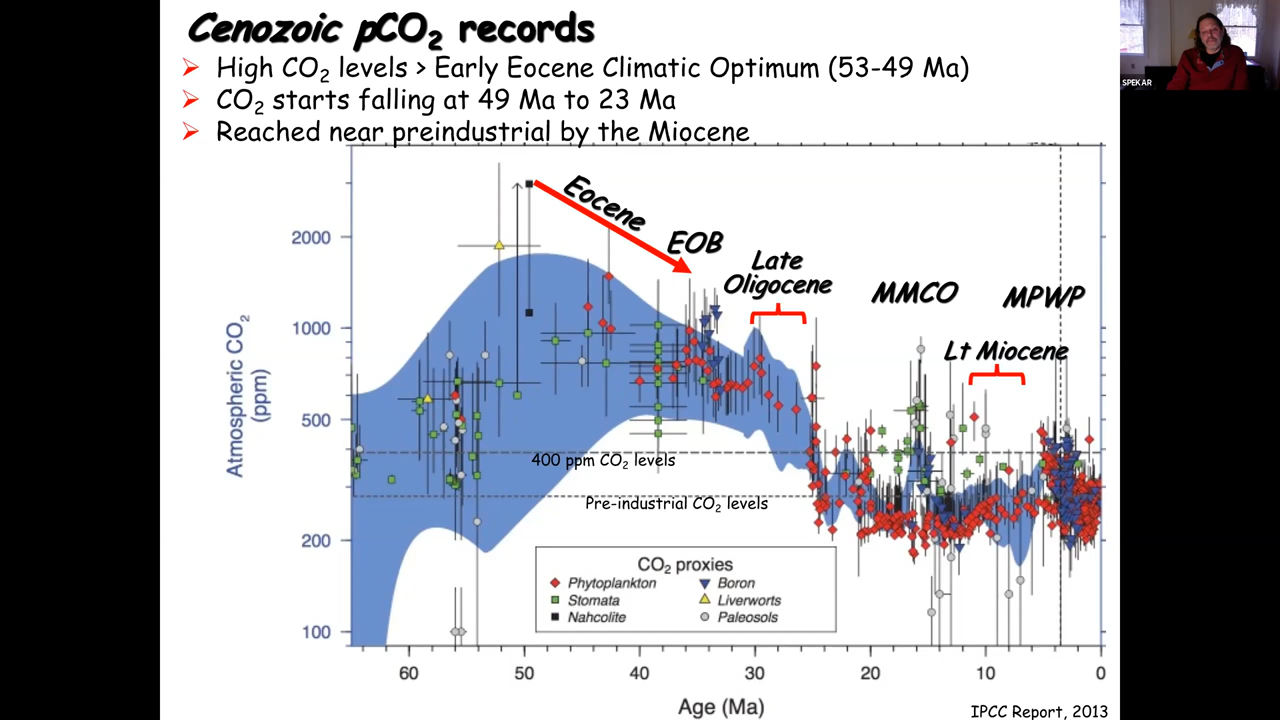 Cenozoic pCO₂ records
SPEKAR
➢ High CO₂ levels > Early Eocene Climatic Optimum (53-49 Ma)
➢ CO₂ starts falling at 49 Ma to 23 Ma
➢ Reached near preindustrial by the Miocene
Eocene
EOB
Late
Oligocene
MMCO
MPWP
Lt Miocene
Atmospheric CO₂
(ppm)
2000
1000
500
200
100
400 ppm CO₂ levels
Pre-industrial CO₂ levels
CO₂ proxies
Phytoplankton
Boron
Stomata
Liverworts
Nahcolite
Paleosols
60 50 40 30 20 10 0
Age (Ma)
IPCC Report, 2013